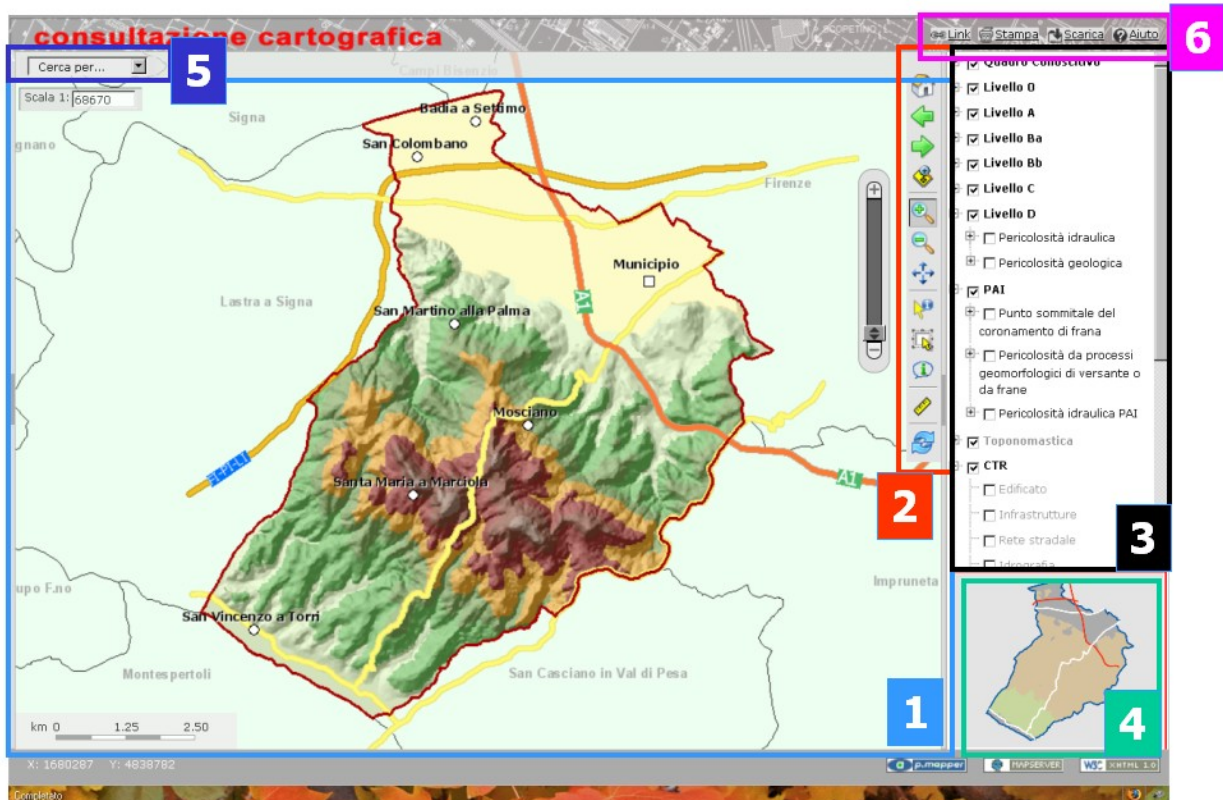 consultazione cartografica
SCOPETINO
Link Stampa Scarica Aiuto
6
Cerca per...
5
Campi Bisenzio
Scala 1: 68670
Signa
Badia a Settimo
San Colombano
Firenze
Municipio
A1
Lastra a Signa
San Martino alla Palma
Mosciano
FI-PI-LI
Santa Maria a Marciola
A1
Impruneta
upo F.no
San Vincenzo a Torri
Montespertoli
San Casciano in Val di Pesa
gnano
km 0 1.25 2.50
1
2
Quadro Conoscitivo
Livello 0
Livello A
Livello Ba
Livello Bb
Livello C
Livello D
Pericolosità idraulica
Pericolosità geologica
PAI
Punto sommitale del
coronamento di frana
Pericolosità da processi
geomorfologici di versante o
da frane
Pericolosità idraulica PAI
Toponomastica
CTR
Edificato
Infrastrutture
Rete stradale
Idrografia
3
4
X: 1680287 Y: 4838782
p.mapper
MAPSERVER
W3C XHTML 1.0
Completato